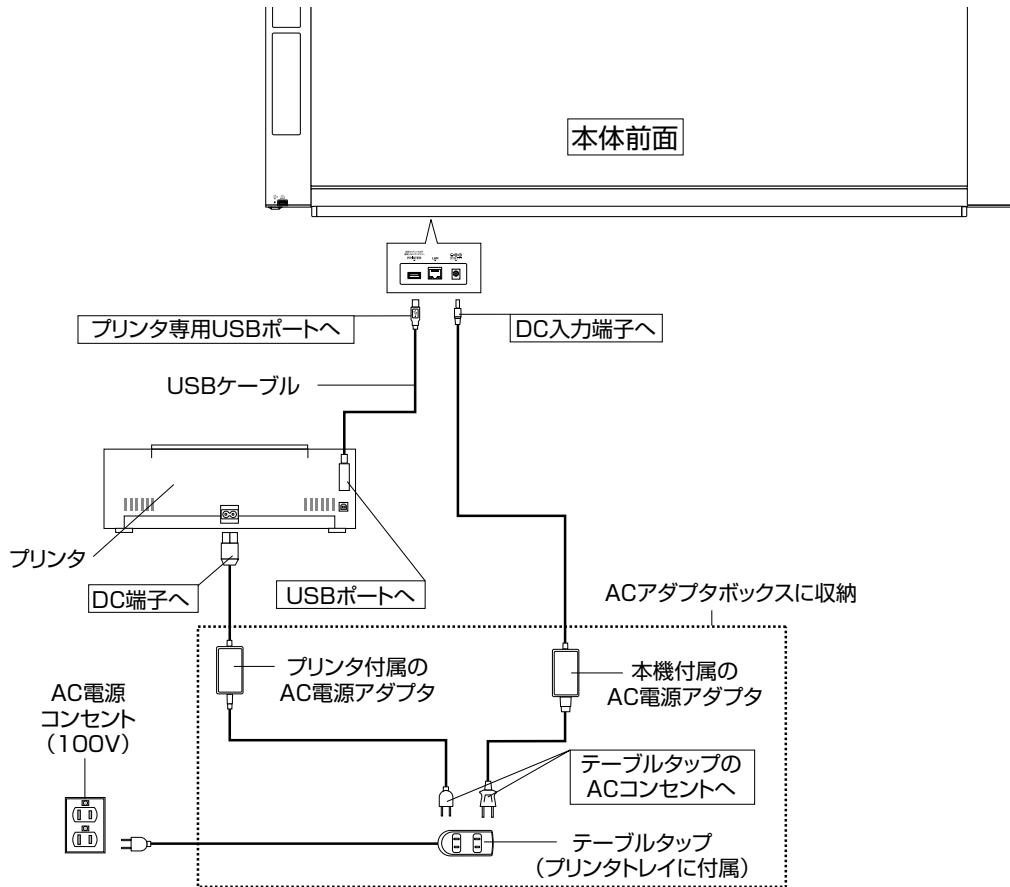 本体前面
プリンタ専用USBポートへ
DC入力端子へ
USBケーブル
プリンタ
DC端子へ
USBポートへ
ACアダプタボックスに収納
プリンタ付属の
AC電源アダプタ
本機付属の
AC電源アダプタ
AC電源
コンセント
（100V）
テーブルタップの
ACコンセントへ
テーブルタップ
（プリンタトレイに付属）